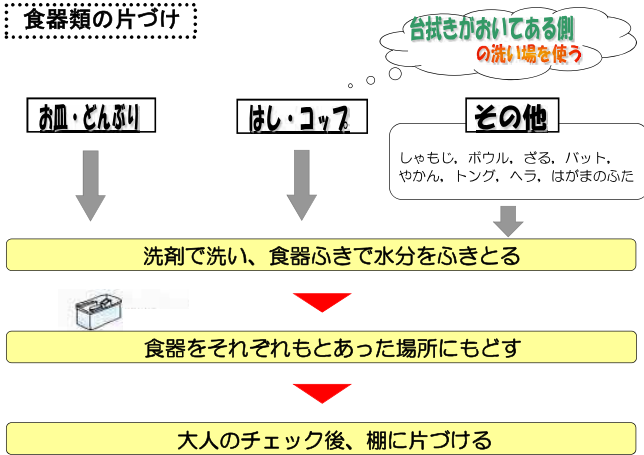 食器類の片づけ
台拭きがおいてある側
の洗い場を使う
お皿・どんぶり
はし・コップ
その他
しゃもじ，ボウル，ざる，バット，
やかん，トング，ヘラ，はがまのふた
洗剤で洗い、食器ふきで水分をふきとる
食器をそれぞれもとあった場所にもどす
大人のチェック後、棚に片づける